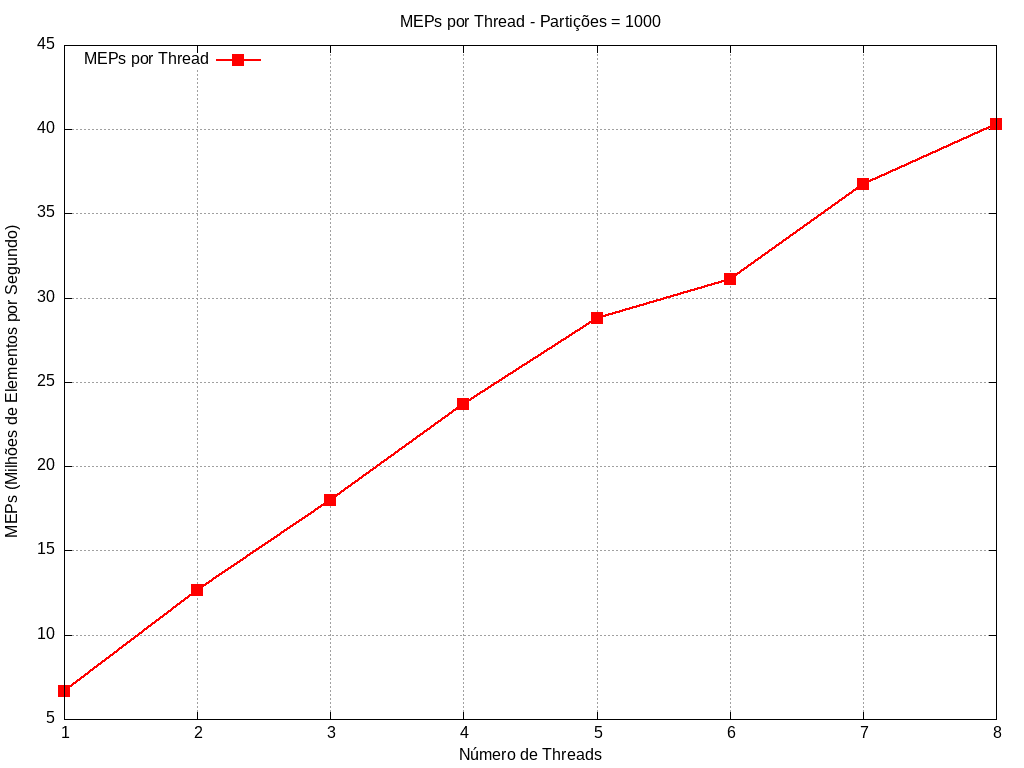 MEPs por Thread - Partições = 1000
MEPs por Thread
45
40
35
30
25
20
15
10
5
MEPs (Milhões de Elementos por Segundo)
1 2 3 4 5 6 7 8
Número de Threads